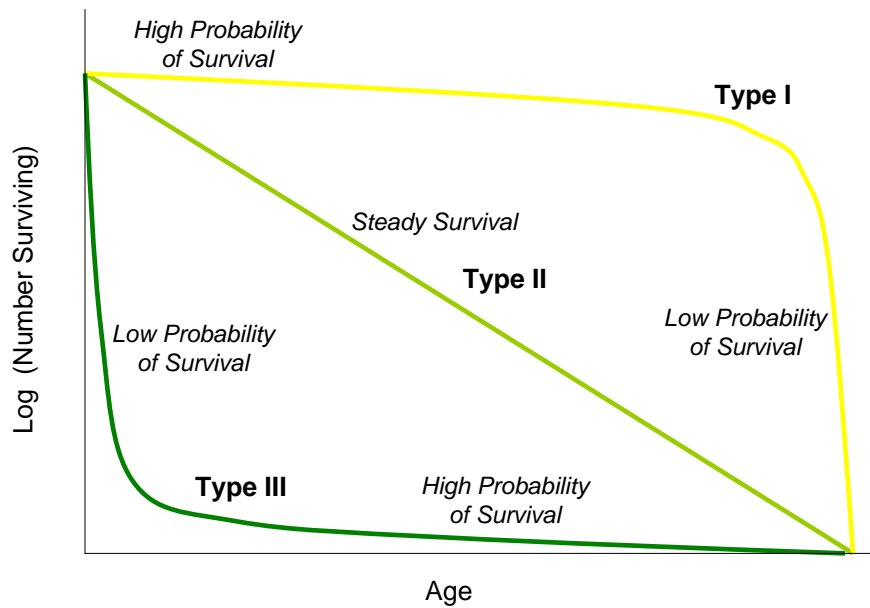 High Probability
of Survival
Type I
Steady Survival
Type II
Low Probability
of Survival
Low Probability
of Survival
Type III
High Probability
of Survival
Log (Number Surviving)
Age